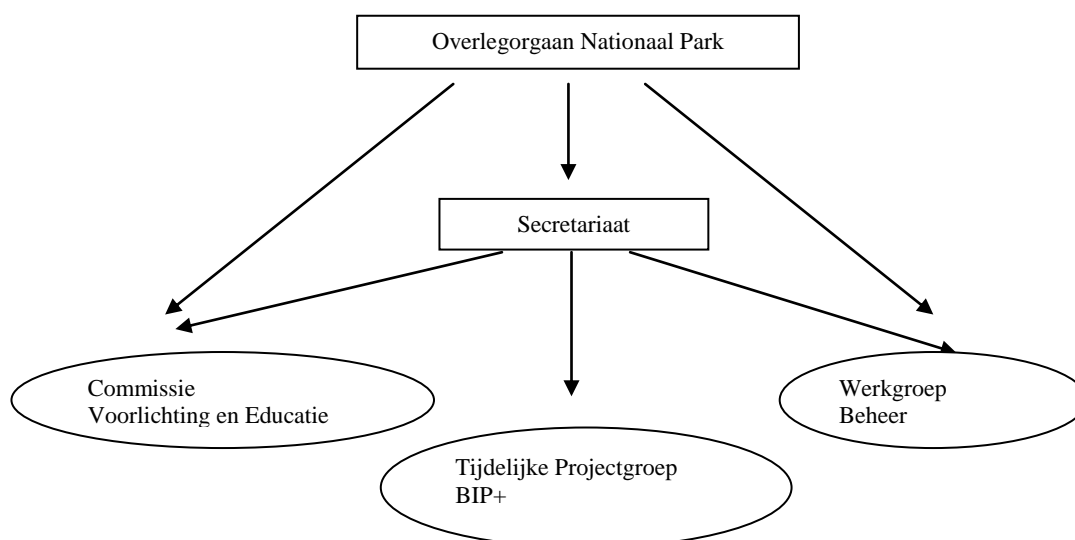 Overlegorgaan Nationaal Park
Secretariaat
Commissie
Voorlichting en Educatie
Werkgroep
Beheer
Tijdelijke Projectgroep
BIP+